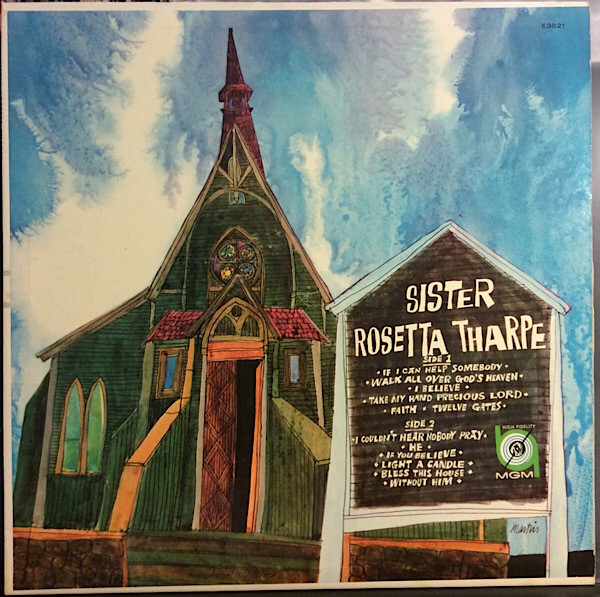 E3821
SISTER
ROSETTA THARPE
SIDE 1
• IF I CAN HELP SOMEBODY •
• WALK ALL OVER GOD'S HEAVEN •
• I BELIEVE •
• TAKE MY HAND PRECIOUS LORD •
• FAITH • TWELVE GATES •
SIDE 2
• I COULDN'T HEAR NOBODY PRAY •
• HE •
• IF YOU BELIEVE •
• LIGHT A CANDLE •
• BLESS THIS HOUSE •
• WITHOUT HIM •
HIGH FIDELITY
MGM
Martin